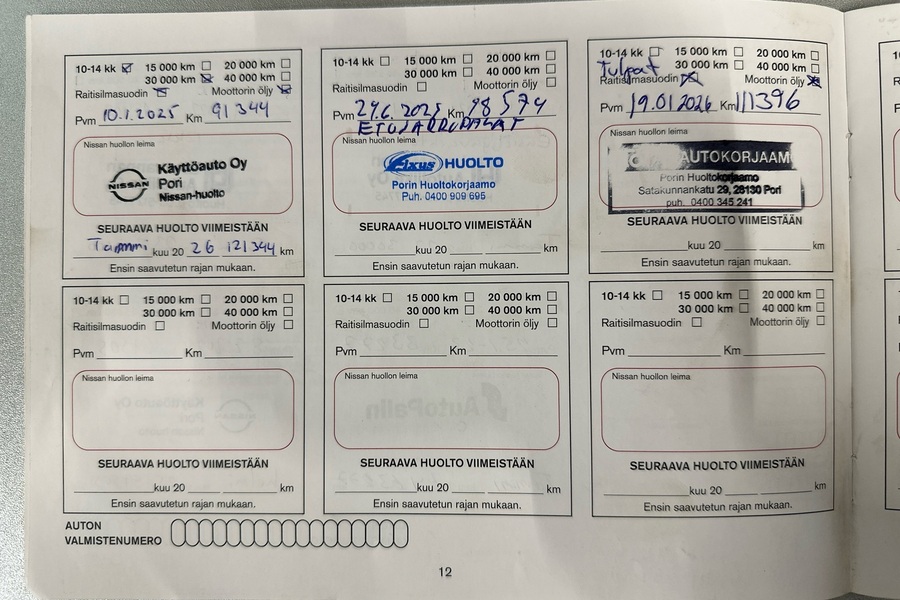 10-14 kk 15 000 km 20 000 km
30 000 km 40 000 km
Raitisilmasuodin Moottorin öljy
Pvm 10.1.2025 Km 91 344
Nissan huollon leima
NISSAN
Käyttöauto Oy
Pori
Nissan-huolto
SEURAAVA HUOLTO VIIMEISTÄÄN
Tammi kuu 20 26 121 344 km
Ensin saavutetun rajan mukaan.
10-14 kk 15 000 km 20 000 km
30 000 km 40 000 km
Raitisilmasuodin Moottorin öljy
Pvm 24.6.2025 Km 98 574
ETUJARRUPALAT
Nissan huollon leima
Fixus HUOLTO
Porin Huoltokorjaamo
Puh. 0400 909 695
SEURAAVA HUOLTO VIIMEISTÄÄN
kuu 20 km
Ensin saavutetun rajan mukaan.
10-14 kk 15 000 km 20 000 km
Tulpat 30 000 km 40 000 km
Raitisilmasuodin Moottorin öljy
Pvm 19.01.2026 Km 111396
Nissan huollon leima
AUTOKORJAAM
Porin Huoltokorjaamo
Satakunnankatu 29, 28130 Pori
puh. 0400 345 241
SEURAAVA HUOLTO VIIMEISTÄÄN
kuu 20 km
Ensin saavutetun rajan mukaan.
10-14 kk 15 000 km 20 000 km
30 000 km 40 000 km
Raitisilmasuodin Moottorin öljy
Pvm Km
Nissan huollon leima
SEURAAVA HUOLTO VIIMEISTÄÄN
kuu 20 km
Ensin saavutetun rajan mukaan.
10-14 kk 15 000 km 20 000 km
30 000 km 40 000 km
Raitisilmasuodin Moottorin öljy
Pvm Km
Nissan huollon leima
SEURAAVA HUOLTO VIIMEISTÄÄN
kuu 20 km
Ensin saavutetun rajan mukaan.
10-14 kk 15 000 km 20 000 km
30 000 km 40 000 km
Raitisilmasuodin Moottorin öljy
Pvm Km
Nissan huollon leima
SEURAAVA HUOLTO VIIMEISTÄÄN
kuu 20 km
Ensin saavutetun rajan mukaan.
AUTON
VALMISTENUMERO
12